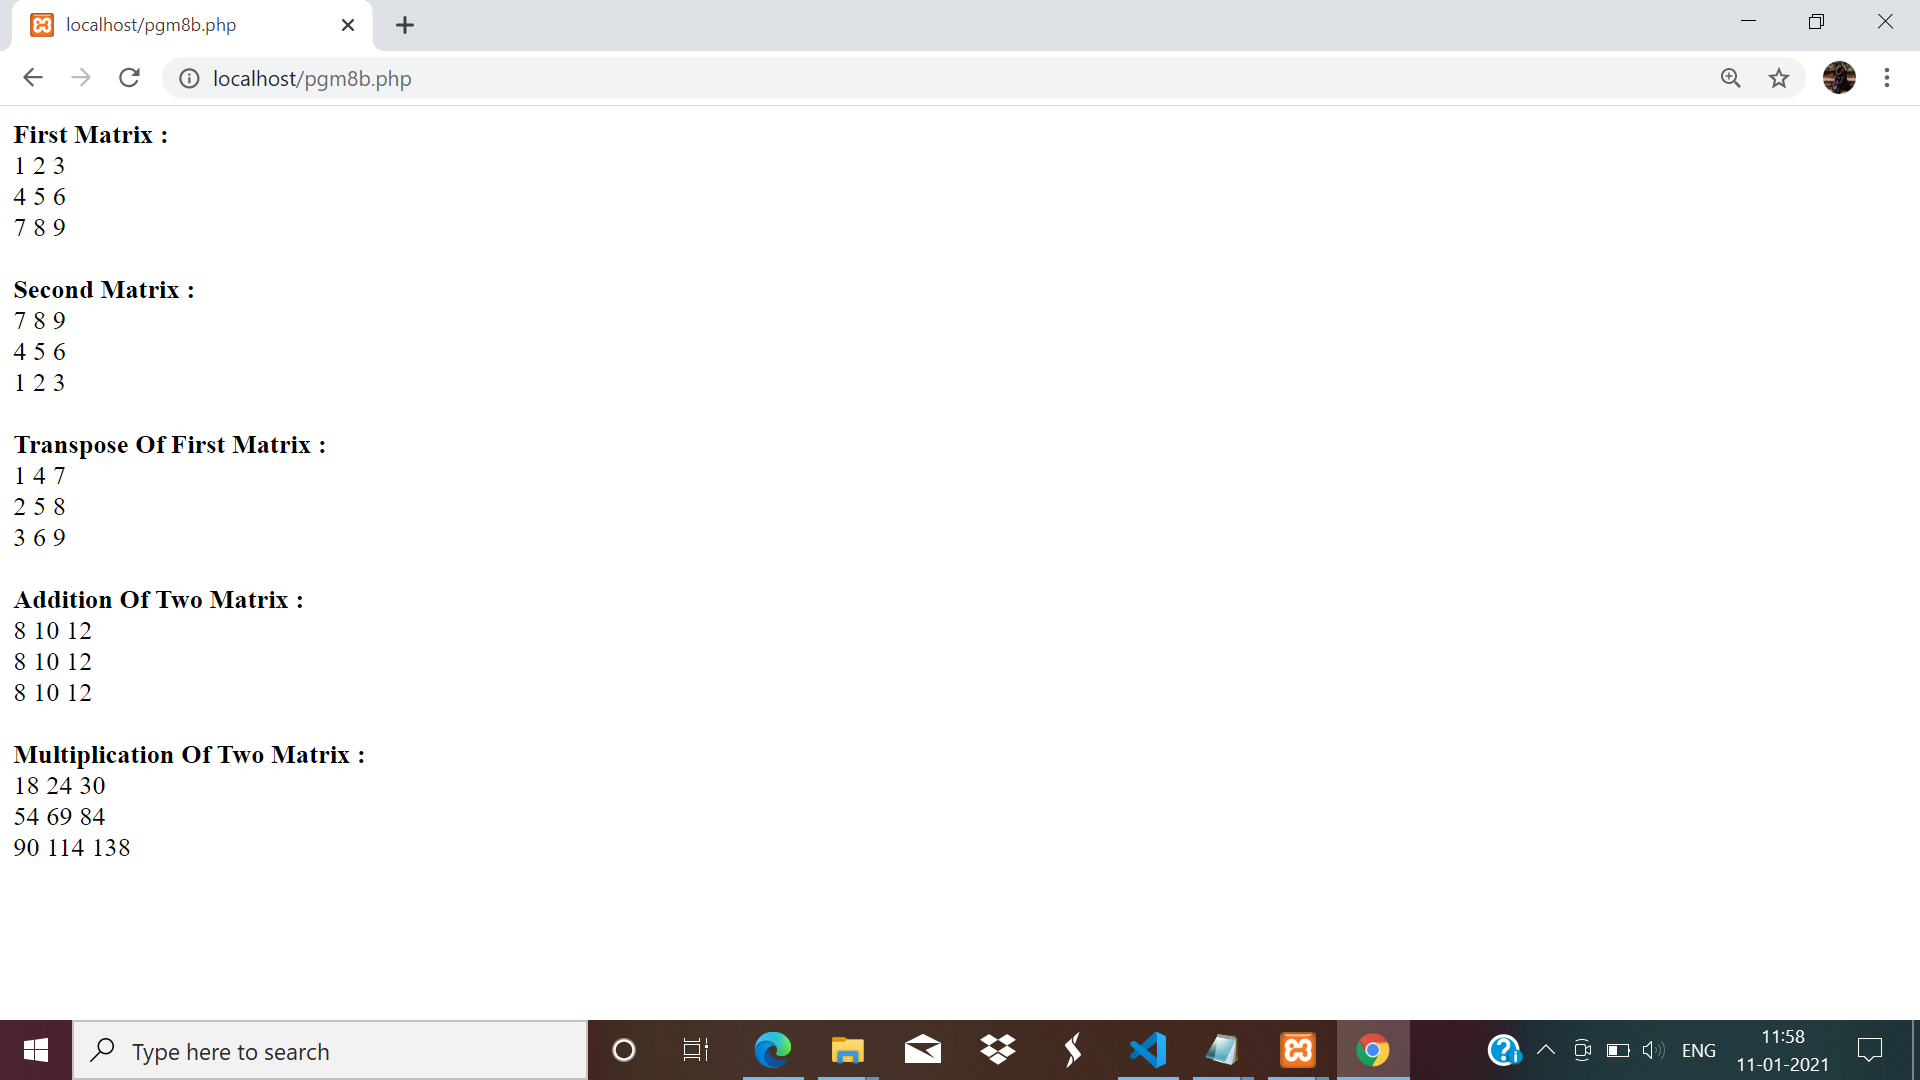 localhost/pgm8b.php
localhost/pgm8b.php
First Matrix :
1 2 3
4 5 6
7 8 9
Second Matrix :
7 8 9
4 5 6
1 2 3
Transpose Of First Matrix :
1 4 7
2 5 8
3 6 9
Addition Of Two Matrix :
8 10 12
8 10 12
8 10 12
Multiplication Of Two Matrix :
18 24 30
54 69 84
90 114 138
Type here to search
ENG
11:58
11-01-2021